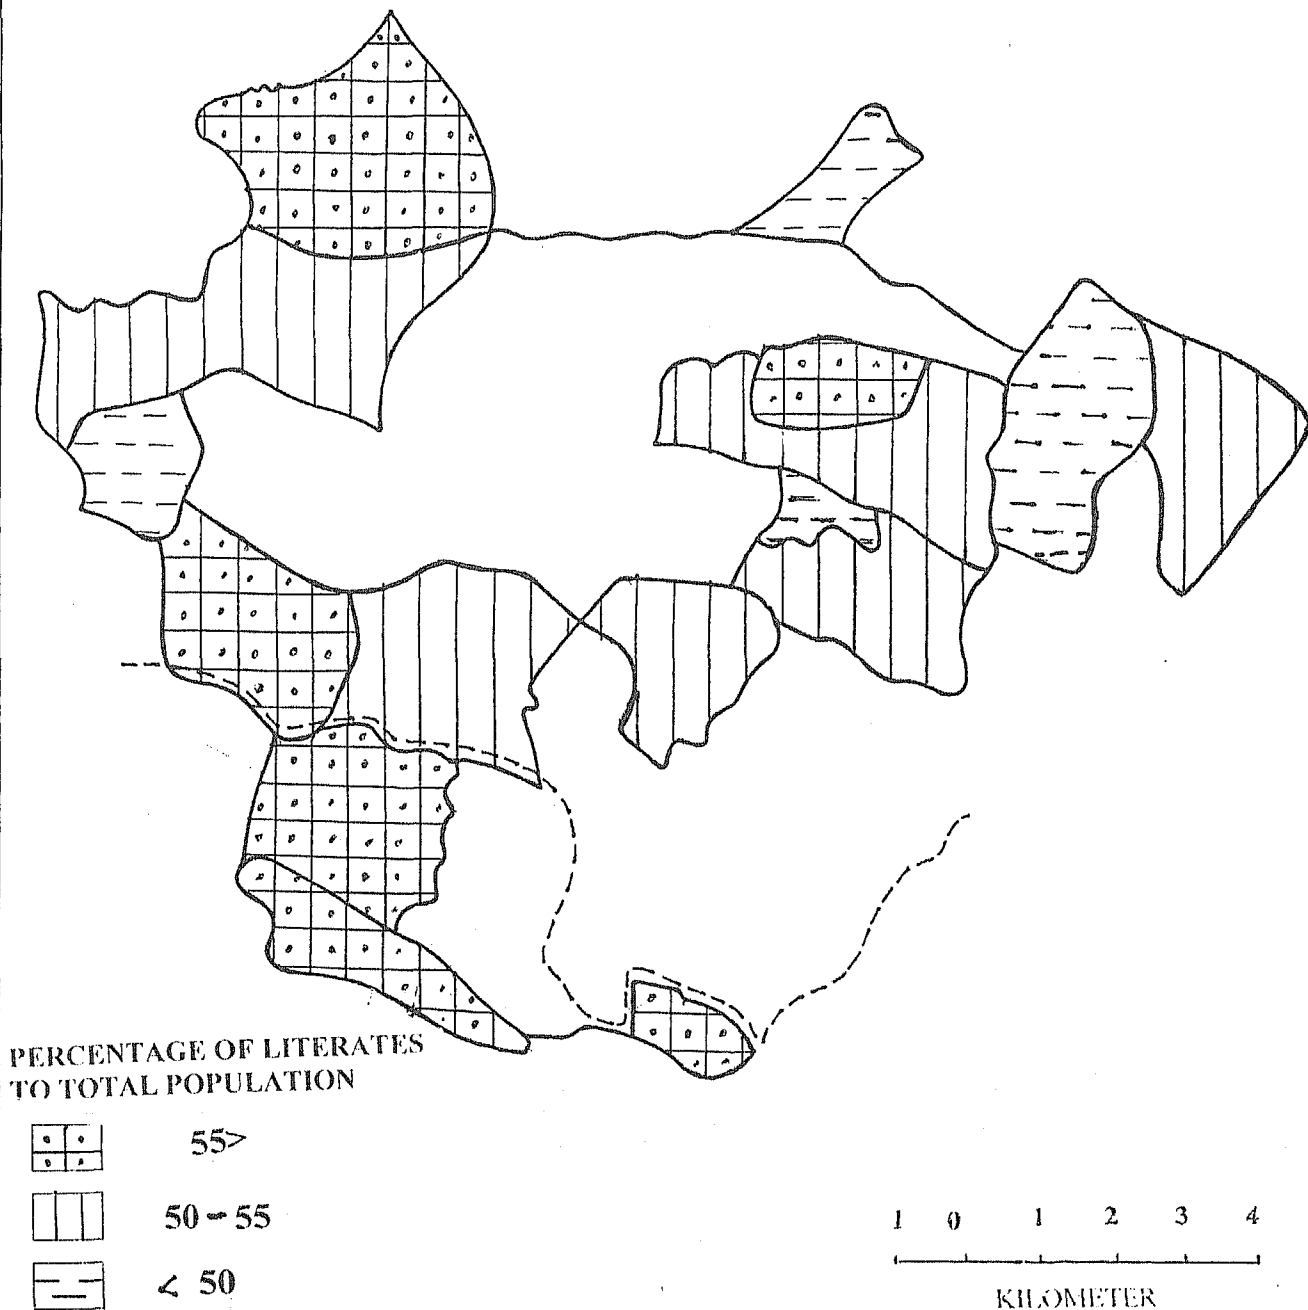 PERCENTAGE OF LITERATES
TO TOTAL POPULATION
55>
50-55
< 50
1 0 1 2 3 4
KILOMETER